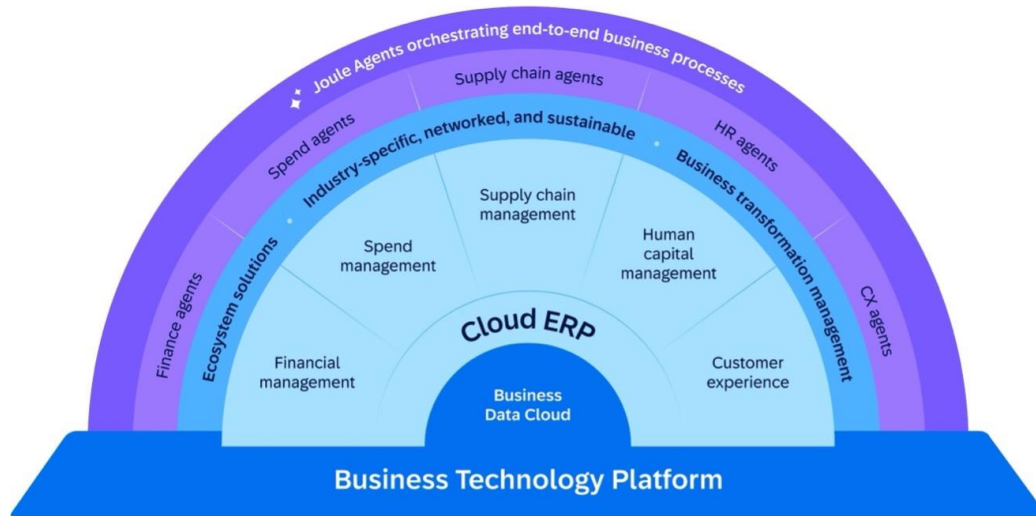 Joule Agents orchestrating end-to-end business processes
Finance agents
Spend agents
Supply chain agents
HR agents
CX agents
Ecosystem solutions • Industry-specific, networked, and sustainable • Business transformation management
Financial
management
Spend
management
Supply chain
management
Human
capital
management
Customer
experience
Cloud ERP
Business
Data Cloud
Business Technology Platform